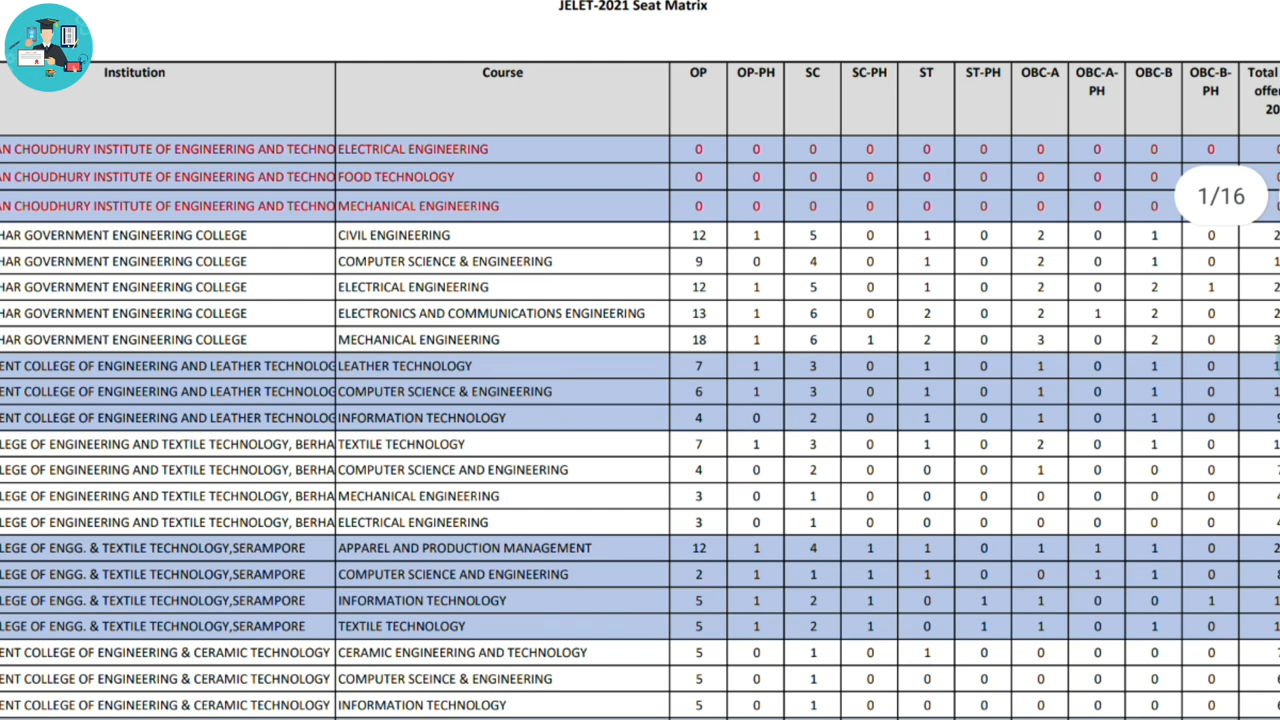 JELET-2021 Seat Matrix
Institution Course OP OP-PH SC SC-PH ST ST-PH OBC-A OBC-A-PH OBC-B OBC-B-PH Total
CHOUDHURY INSTITUTE OF ENGINEERING AND TECHNO ELECTRICAL ENGINEERING 0 0 0 0 0 0 0 0 0 0
CHOUDHURY INSTITUTE OF ENGINEERING AND TECHNO FOOD TECHNOLOGY 0 0 0 0 0 0 0 0 0
CHOUDHURY INSTITUTE OF ENGINEERING AND TECHNO MECHANICAL ENGINEERING 0 0 0 0 0 0 0 0 0
1/16
GOVERNMENT ENGINEERING COLLEGE CIVIL ENGINEERING 12 1 5 0 1 0 2 0 1 0
GOVERNMENT ENGINEERING COLLEGE COMPUTER SCIENCE & ENGINEERING 9 0 4 0 1 0 2 0 1 0
GOVERNMENT ENGINEERING COLLEGE ELECTRICAL ENGINEERING 12 1 5 0 1 0 2 0 2 1
GOVERNMENT ENGINEERING COLLEGE ELECTRONICS AND COMMUNICATIONS ENGINEERING 13 1 6 0 2 0 2 1 2 0
GOVERNMENT ENGINEERING COLLEGE MECHANICAL ENGINEERING 18 1 6 1 2 0 3 0 2 0
COLLEGE OF ENGINEERING AND LEATHER TECHNOLOG LEATHER TECHNOLOGY 7 1 3 0 1 0 1 0 1 0
COLLEGE OF ENGINEERING AND LEATHER TECHNOLOG COMPUTER SCIENCE & ENGINEERING 6 1 3 0 1 0 1 0 1 0
COLLEGE OF ENGINEERING AND LEATHER TECHNOLOG INFORMATION TECHNOLOGY 4 0 2 0 1 0 1 0 1 0
LEGE OF ENGINEERING AND TEXTILE TECHNOLOGY, BERHA TEXTILE TECHNOLOGY 7 1 3 0 1 0 2 0 1 0
LEGE OF ENGINEERING AND TEXTILE TECHNOLOGY, BERHA COMPUTER SCIENCE AND ENGINEERING 4 0 2 0 0 0 1 0 0 0
LEGE OF ENGINEERING AND TEXTILE TECHNOLOGY, BERHA MECHANICAL ENGINEERING 3 0 1 0 0 0 0 0 0 0
LEGE OF ENGINEERING AND TEXTILE TECHNOLOGY, BERHA ELECTRICAL ENGINEERING 3 0 1 0 0 0 0 0 0 0
LEGE OF ENGG. & TEXTILE TECHNOLOGY,SERAMPORE APPAREL AND PRODUCTION MANAGEMENT 12 1 4 1 1 0 1 1 1 0
LEGE OF ENGG. & TEXTILE TECHNOLOGY,SERAMPORE COMPUTER SCIENCE AND ENGINEERING 2 1 1 1 1 0 0 1 1 0
LEGE OF ENGG. & TEXTILE TECHNOLOGY,SERAMPORE INFORMATION TECHNOLOGY 5 1 2 1 0 1 1 0 0 1
LEGE OF ENGG. & TEXTILE TECHNOLOGY,SERAMPORE TEXTILE TECHNOLOGY 5 1 2 1 0 1 1 0 1 0
ENT COLLEGE OF ENGINEERING & CERAMIC TECHNOLOGY CERAMIC ENGINEERING AND TECHNOLOGY 5 0 1 0 1 0 0 0 0 0
ENT COLLEGE OF ENGINEERING & CERAMIC TECHNOLOGY COMPUTER SCEINCE & ENGINEERING 5 0 1 0 0 0 0 0 0 0
ENT COLLEGE OF ENGINEERING & CERAMIC TECHNOLOGY INFORMATION TECHNOLOGY 5 0 1 0 0 0 0 0 0 0